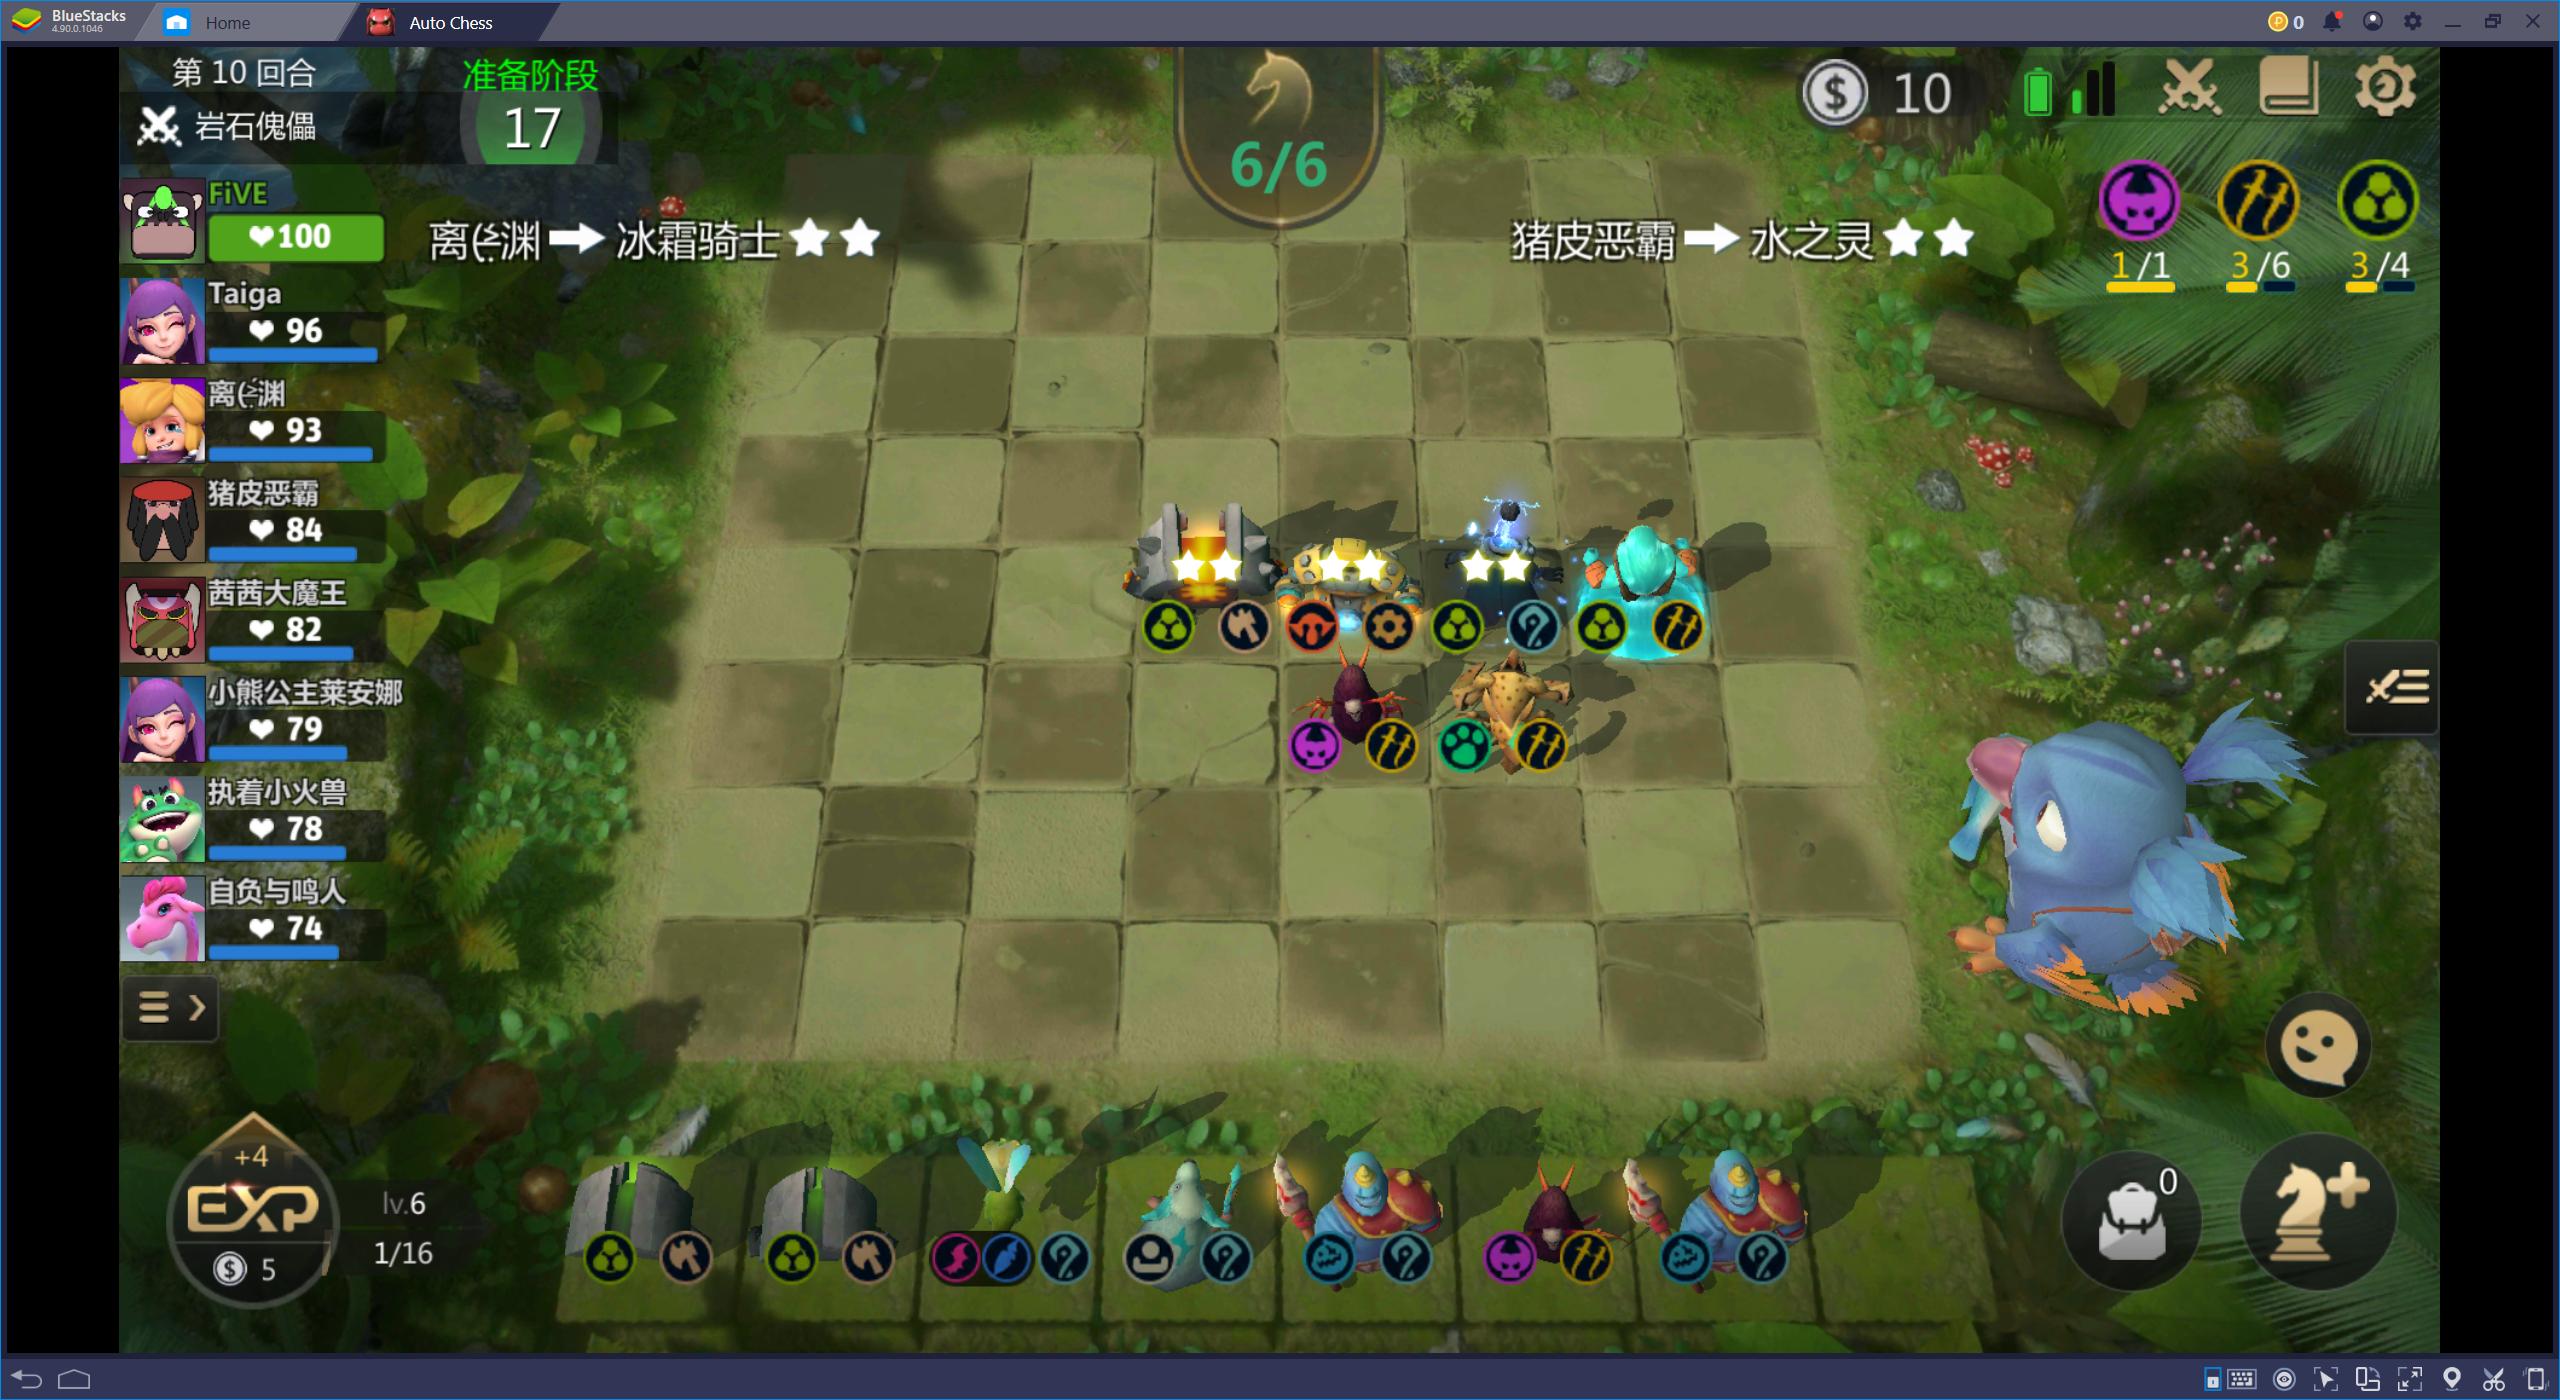 BlueStacks
4.90.0.1046
Home
Auto Chess
0
第 10 回合
准备阶段
岩石傀儡
17
6/6
10
FiVE
100
猪皮恶霸 水之灵
冰霜骑士
1/1
3/6
3/4
Taiga
96
93
猪皮恶霸
84
茜茜大魔王
82
小熊公主莱安娜
79
执着小火兽
78
自负与鸣人
74
+4
EXP
5
lv.6
1/16
0